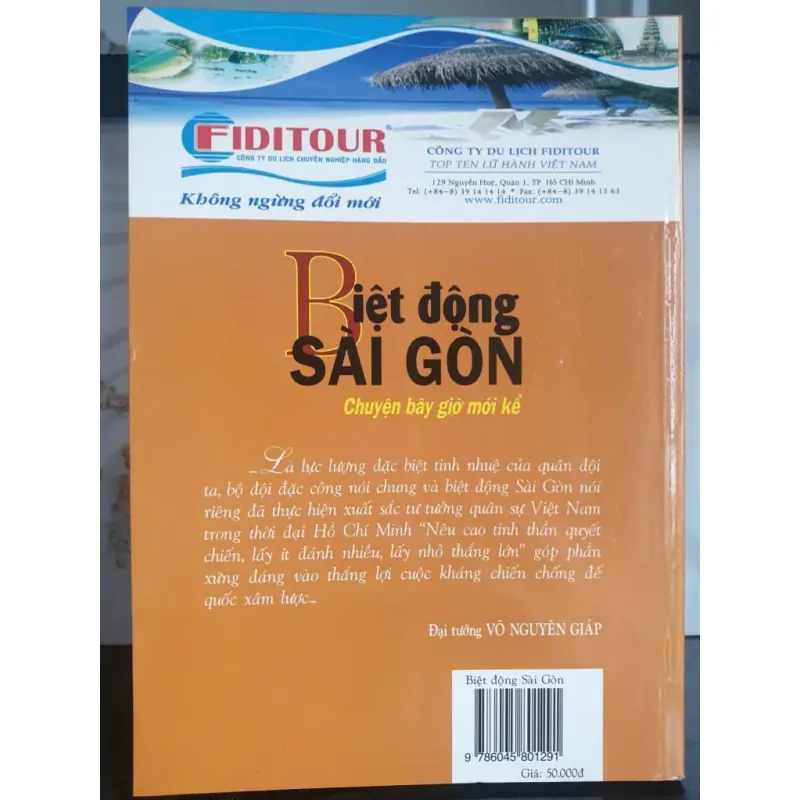 FIDITOUR®
CÔNG TY DU LỊCH CHUYÊN NGHIỆP HÀNG ĐẦU
Không ngừng đổi mới
CÔNG TY DU LỊCH FIDITOUR
TOP TEN LỮ HÀNH VIỆT NAM
129 Nguyễn Huệ, Quận 1, TP. Hồ CHí Minh
Tel: (+84-8) 39 14 14 14 * Fax: (+84-8) 39 14 13 63
www.fiditour.com
Biệt động
SÀI GÒN
Chuyện bây giờ mới kể
... Là lực lượng đặc biệt tinh nhuệ của quân đội
ta, bộ đội đặc công nói chung và biệt động Sài Gòn nói
riêng đã thực hiện xuất sắc tư tưởng quân sự Việt Nam
trong thời đại Hồ Chí Minh “Nêu cao tinh thần quyết
chiến, lấy ít đánh nhiều, lấy nhỏ thắng lớn” góp phần
xứng đáng vào thắng lợi cuộc kháng chiến chống đế
quốc xâm lược...
Đại tướng VÕ NGUYÊN GIÁP
Biệt động Sài Gòn
9 786045 801291
Giá: 50.000đ